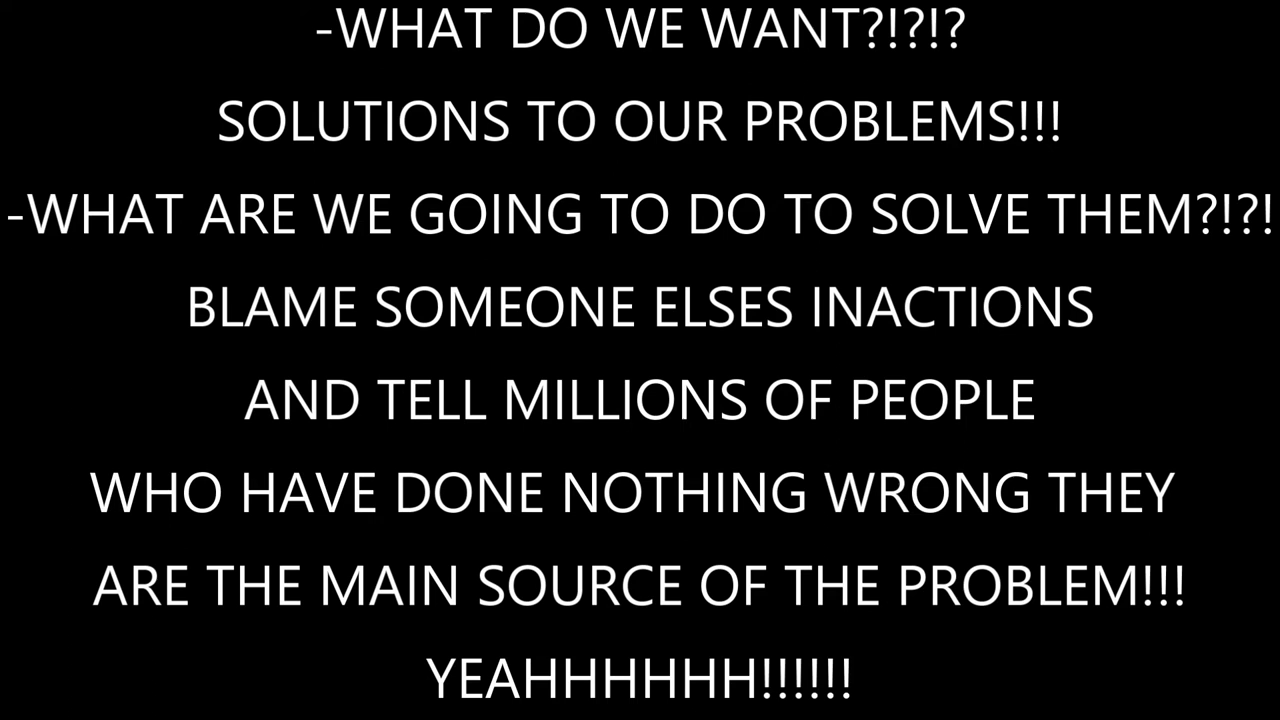 -WHAT DO WE WANT?!?!?
SOLUTIONS TO OUR PROBLEMS!!!
-WHAT ARE WE GOING TO DO TO SOLVE THEM?!?!
BLAME SOMEONE ELSES INACTIONS
AND TELL MILLIONS OF PEOPLE
WHO HAVE DONE NOTHING WRONG THEY
ARE THE MAIN SOURCE OF THE PROBLEM!!!
YEAHHHHHH!!!!!!